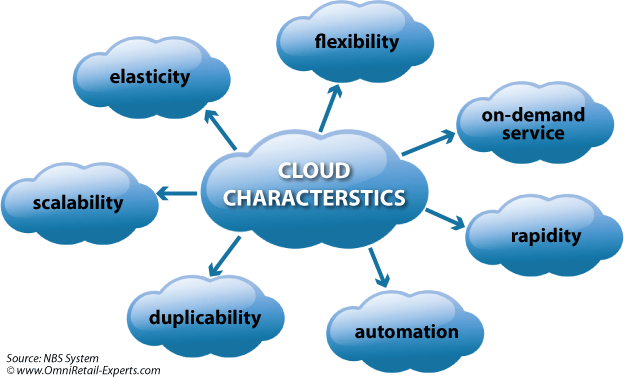 flexibility
elasticity
on-demand
service
CLOUD
CHARACTERSTICS
scalability
rapidity
duplicability
automation
Source: NBS System
© www.OmniRetail-Experts.com